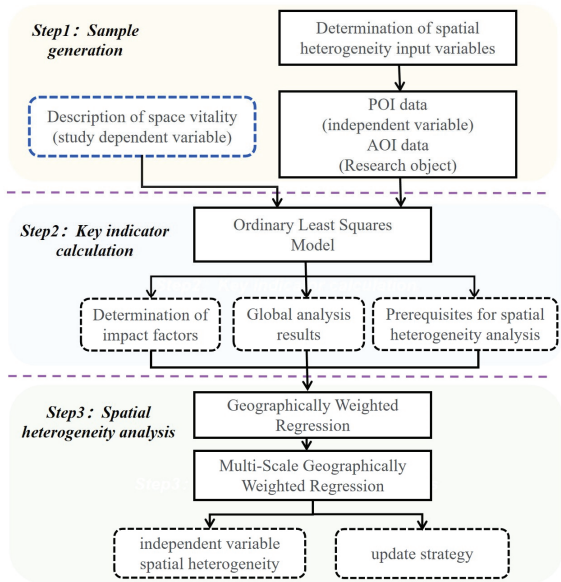 Step1：Sample
generation
Determination of spatial
heterogeneity input variables
Description of space vitality
(study dependent variable)
POI data
(independent variable)
AOI data
(Research object)
Step2：Key indicator
calculation
Ordinary Least Squares
Model
Determination of
impact factors
Global analysis
results
Prerequisites for spatial
heterogeneity analysis
Step3：Spatial
heterogeneity analysis
Geographically Weighted
Regression
Multi-Scale Geographically
Weighted Regression
independent variable
spatial heterogeneity
update strategy